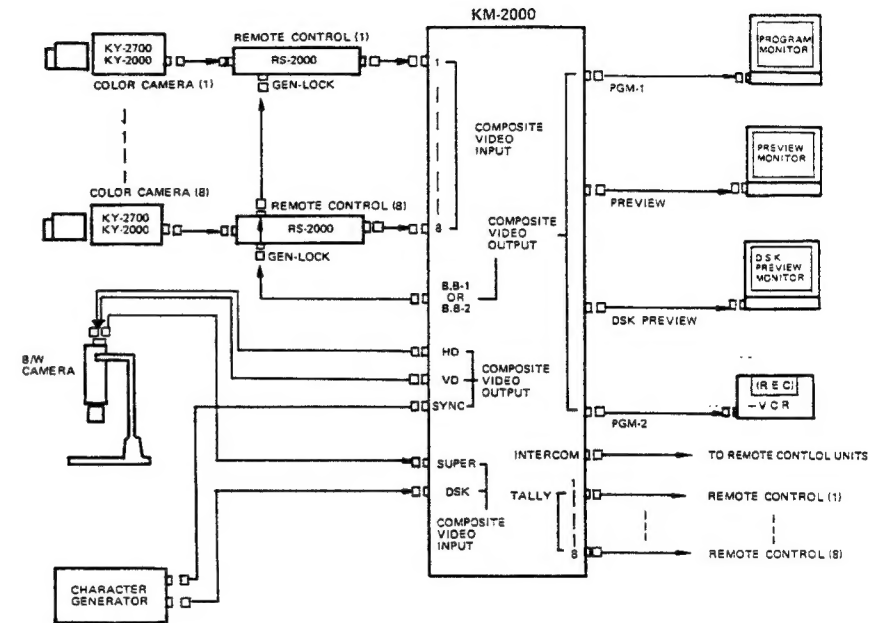 KM-2000
REMOTE CONTROL (1)
KY-2700
KY-2000
RS-2000
COLOR CAMERA (1)
GEN-LOCK
1
COMPOSITE
VIDEO
INPUT
PROGRAM
MONITOR
PGM-1
PREVIEW
MONITOR
PREVIEW
COLOR CAMERA (8)
REMOTE CONTROL (8)
KY-2700
KY-2000
RS-2000
8
GEN-LOCK
COMPOSITE
VIDEO
OUTPUT
B.B-1
OR
B.B-2
DSK
PREVIEW
MONITOR
DSK PREVIEW
B/W
CAMERA
HD
VD
SYNC
COMPOSITE
VIDEO
OUTPUT
(REC)
VCR
PGM-2
SUPER
DSK
COMPOSITE
VIDEO
INPUT
INTERCOM
TO REMOTE CONTLOL UNITS
TALLY
1
REMOTE CONTROL (1)
8
REMOTE CONTROL (8)
CHARACTER
GENERATOR